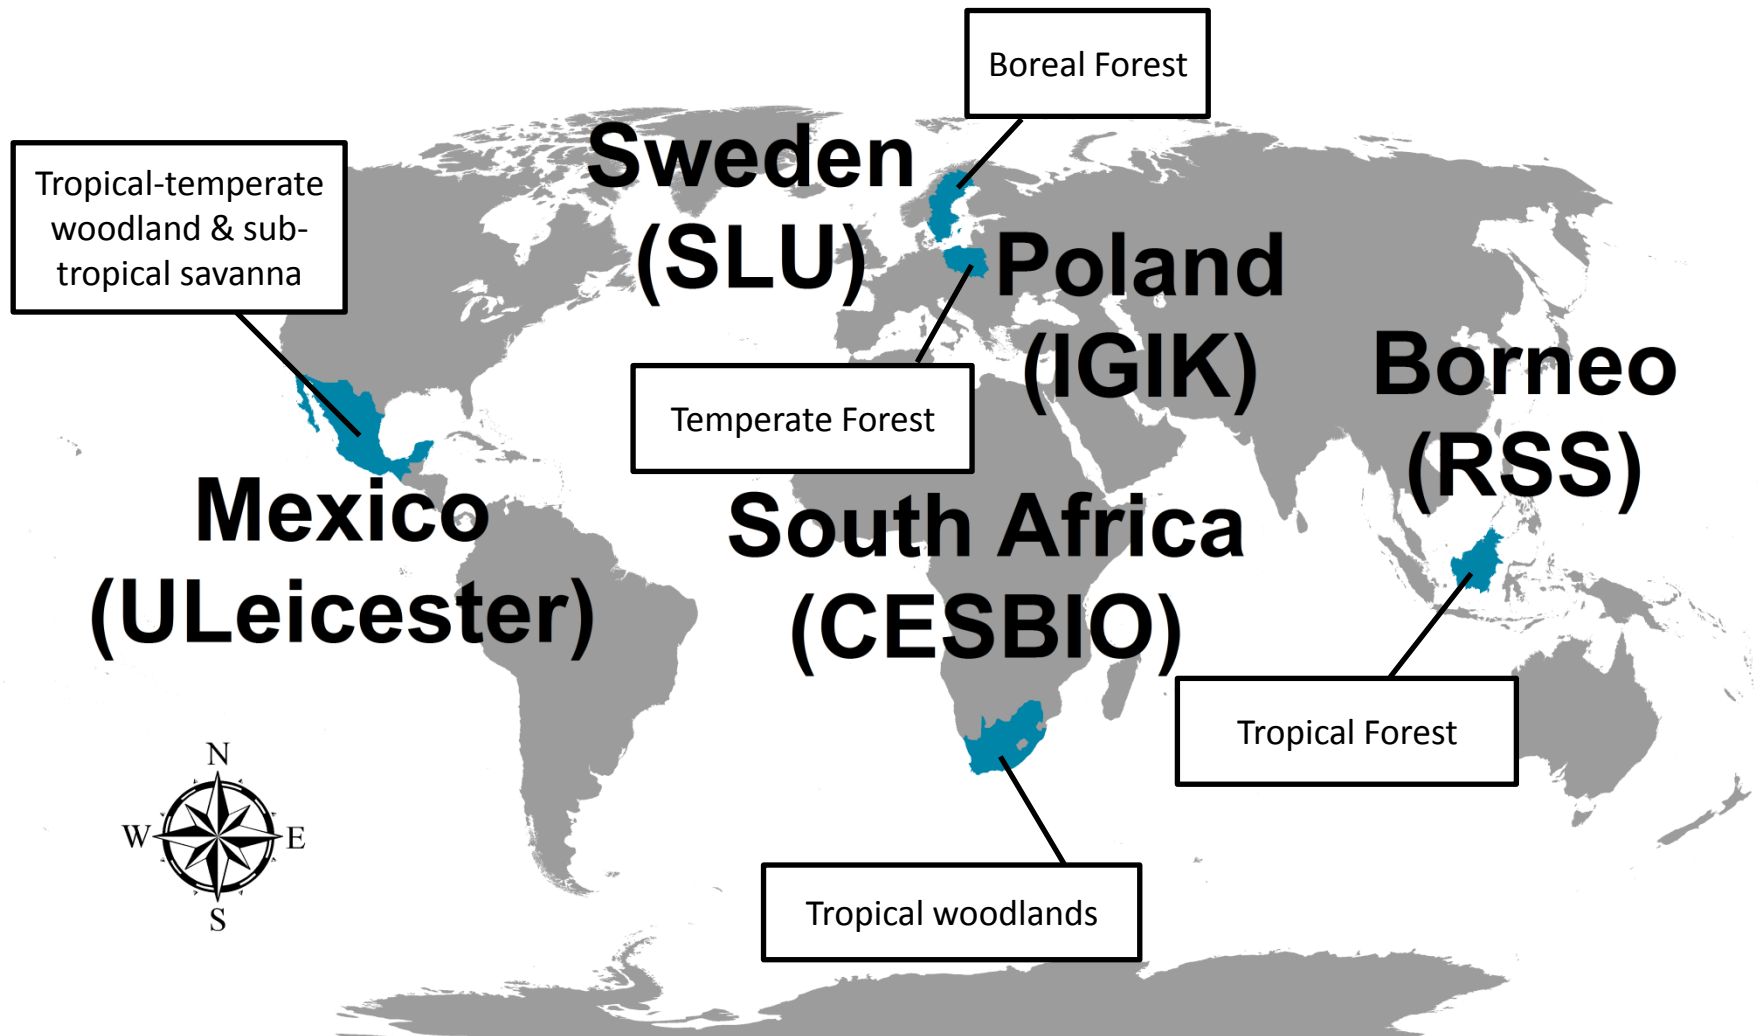 Boreal Forest
Sweden
(SLU)
Tropical-temperate
woodland & sub-
tropical savanna
Poland
(IGIK)
Borneo
(RSS)
Temperate Forest
Mexico
(ULeicester)
South Africa
(CESBIO)
Tropical Forest
N
W
E
S
Tropical woodlands